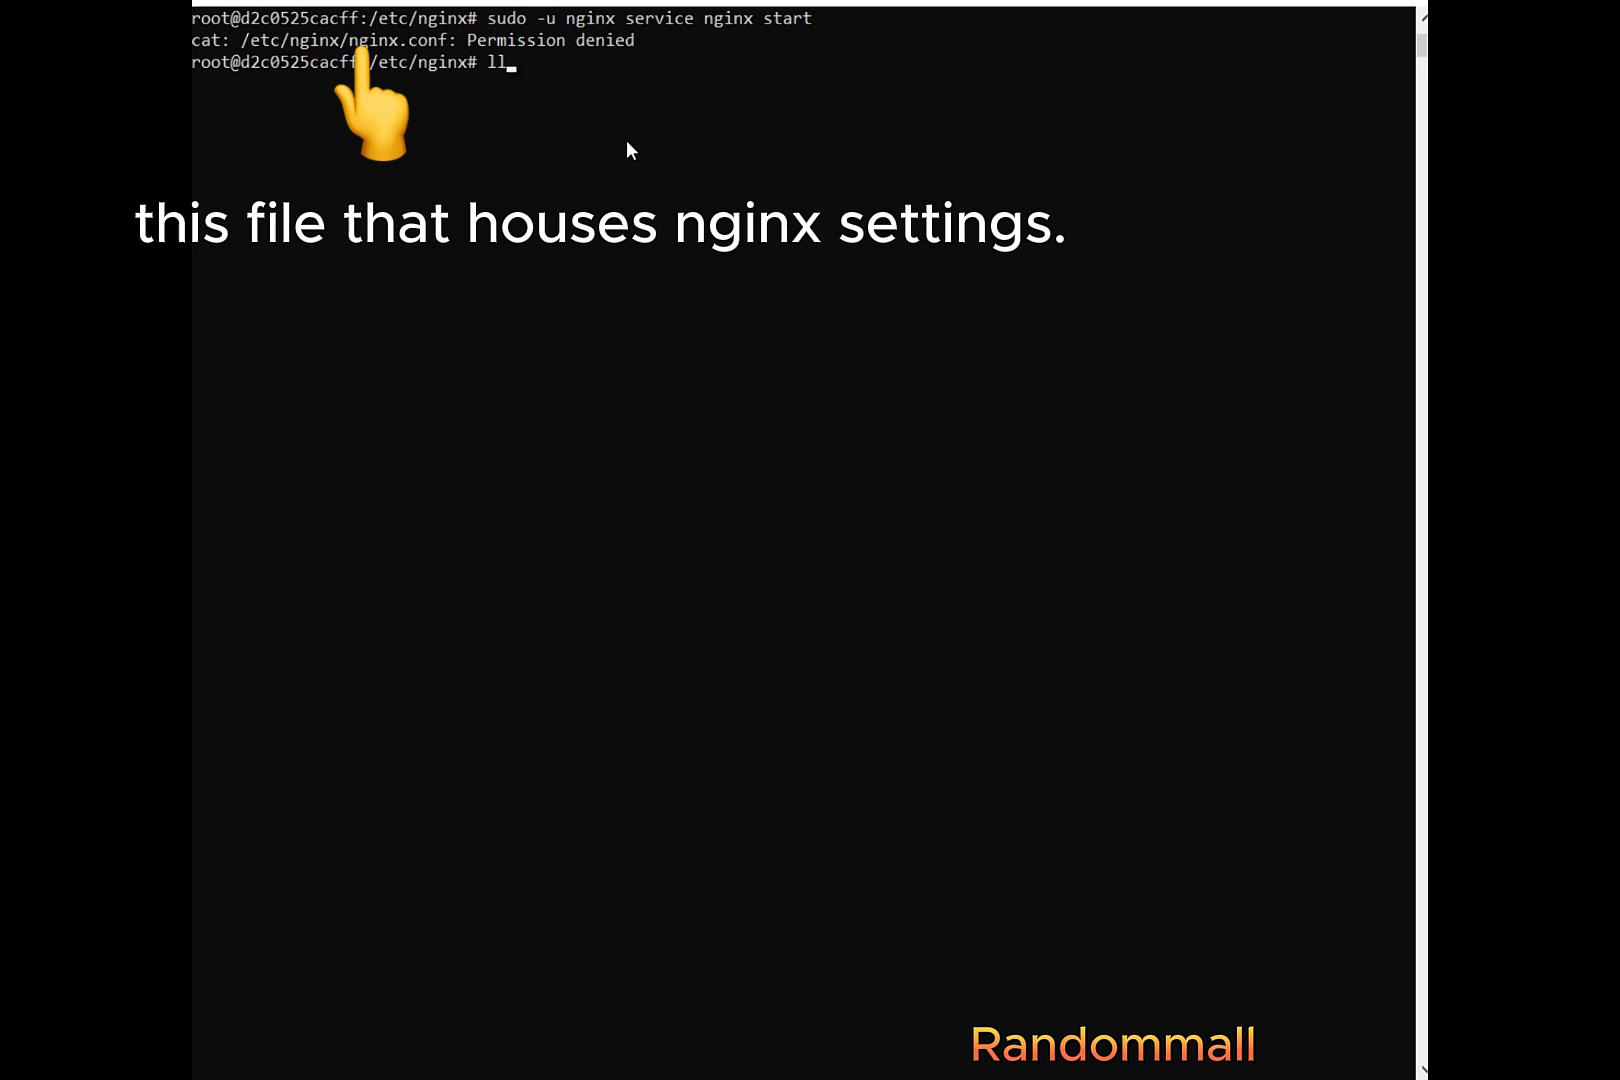 root@d2c0525cacff:/etc/nginx# sudo -u nginx service nginx start
cat: /etc/nginx/nginx.conf: Permission denied
root@d2c0525cacff:/etc/nginx# ll
this file that houses nginx settings.
Randommall